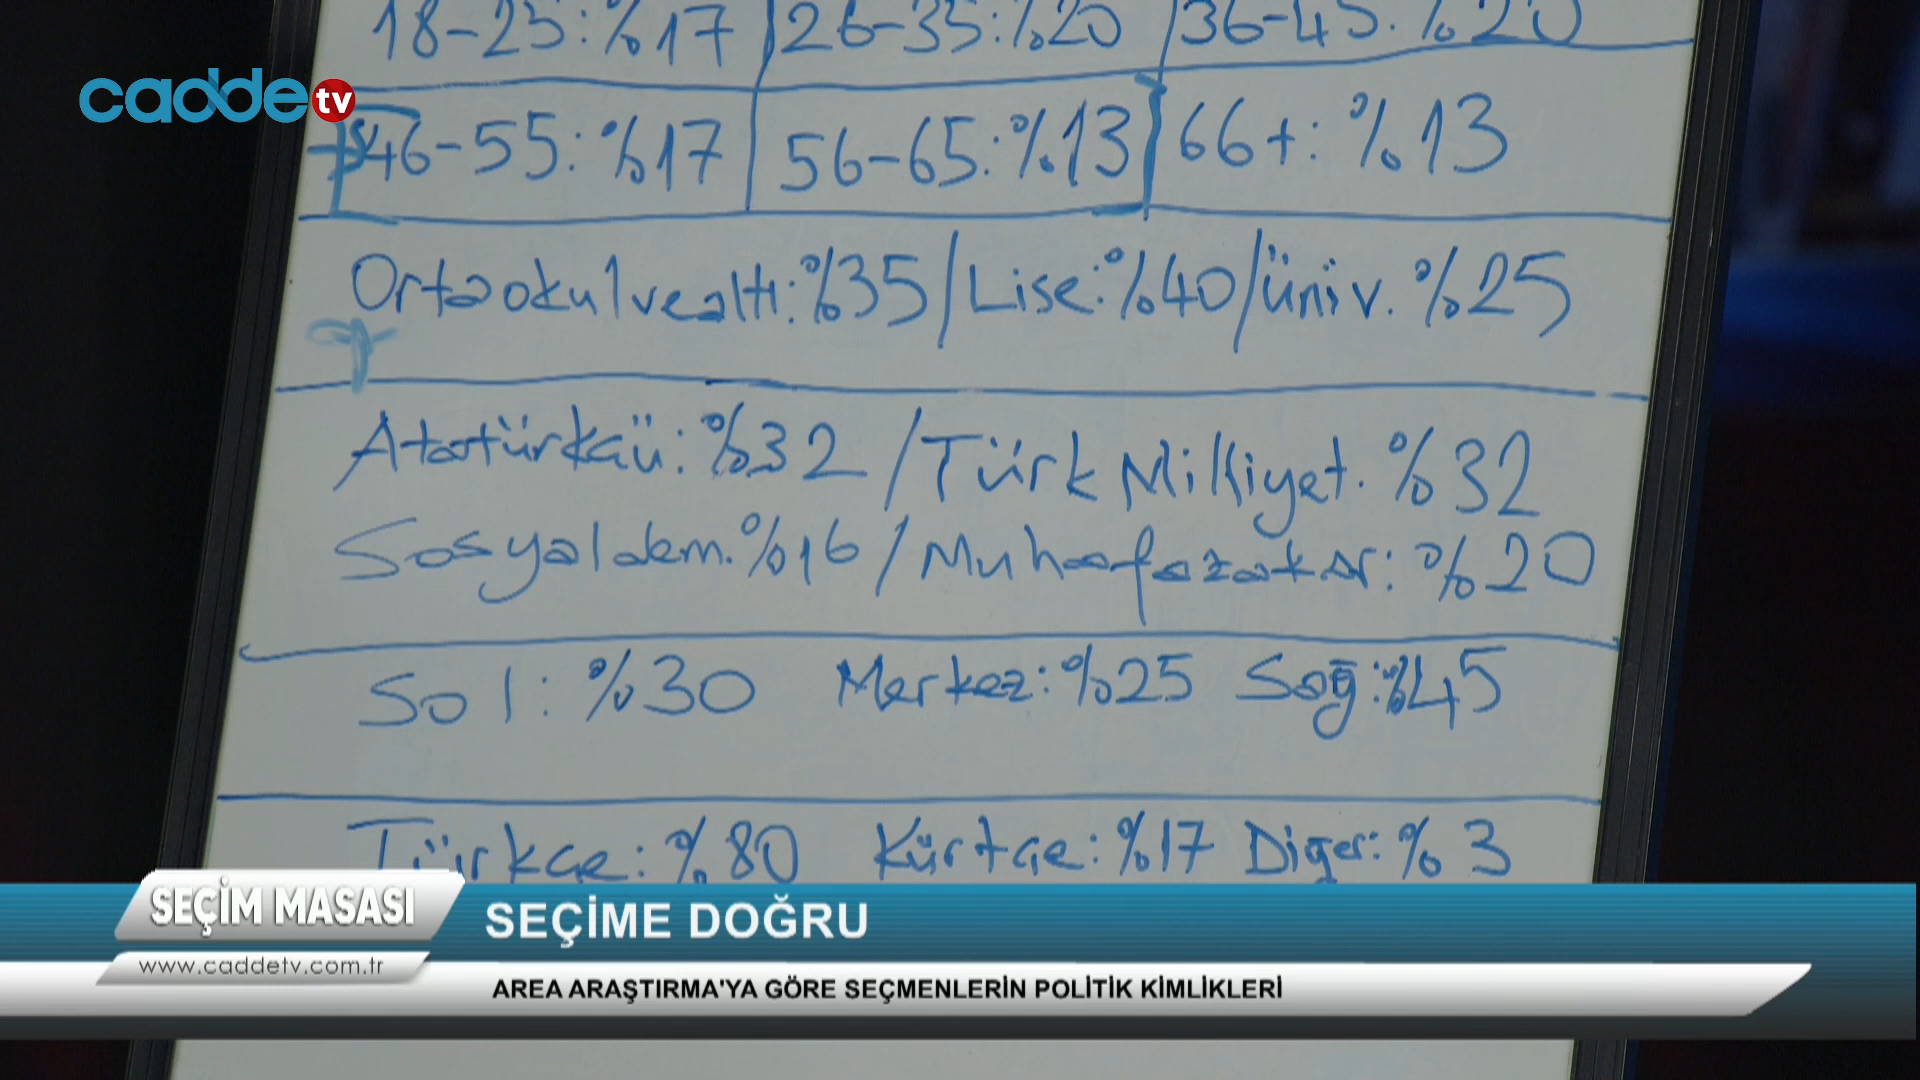 18-25:%17 26-35:%20 36-45:%20
cadde tv
46-55:%17 56-65:%13 66+:%13
Ortaokul ve altı:%35/Lise:%40/üniv.%25
Atatürkçü:%32/Türk Milliyet.%32
Sosyal dem.%16/Muhafazakar:%20
Sol:%30 Merkez:%25 Sağ:%45
Türkçe:%80 Kürtçe:%17 Diğer:%3
SEÇİM MASASI
SEÇİME DOĞRU
www.caddetv.com.tr
AREA ARAŞTIRMA'YA GÖRE SEÇMENLERİN POLİTİK KİMLİKLERİ